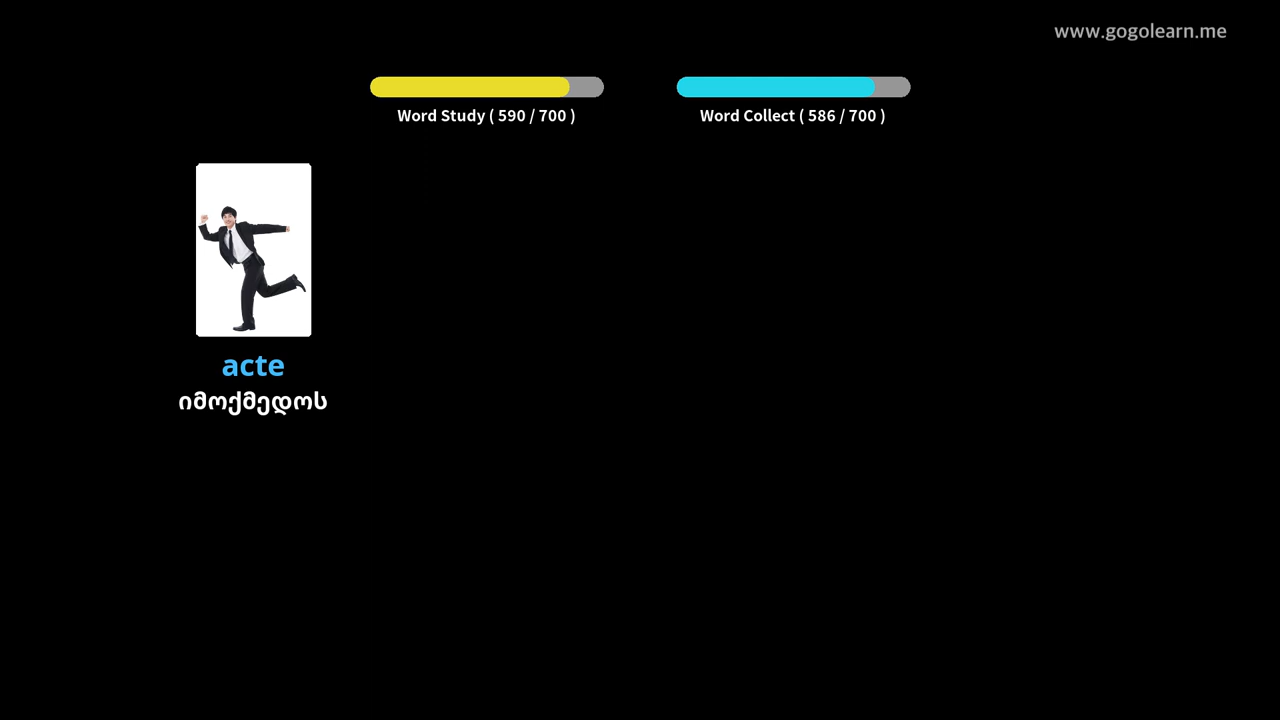 www.gogolearn.me
Word Study ( 590 / 700 )
Word Collect ( 586 / 700 )
acte
იმოქმედოს